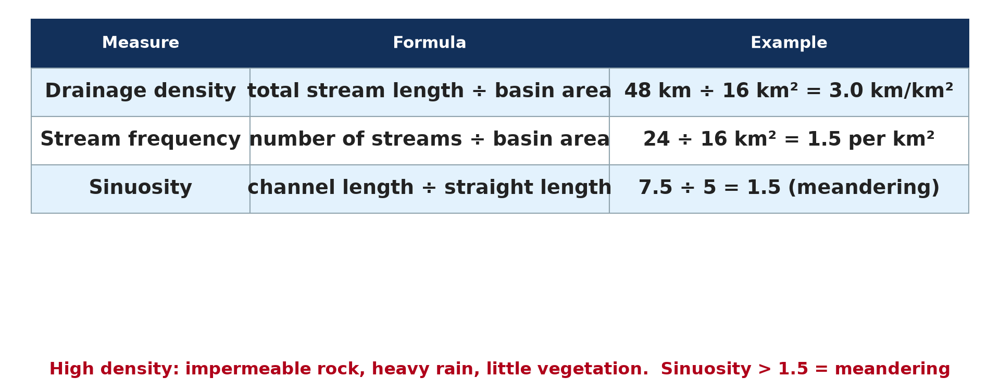 Measure Formula Example
Drainage density total stream length ÷ basin area 48 km ÷ 16 km² = 3.0 km/km²
Stream frequency number of streams ÷ basin area 24 ÷ 16 km² = 1.5 per km²
Sinuosity channel length ÷ straight length 7.5 ÷ 5 = 1.5 (meandering)
High density: impermeable rock, heavy rain, little vegetation. Sinuosity > 1.5 = meandering